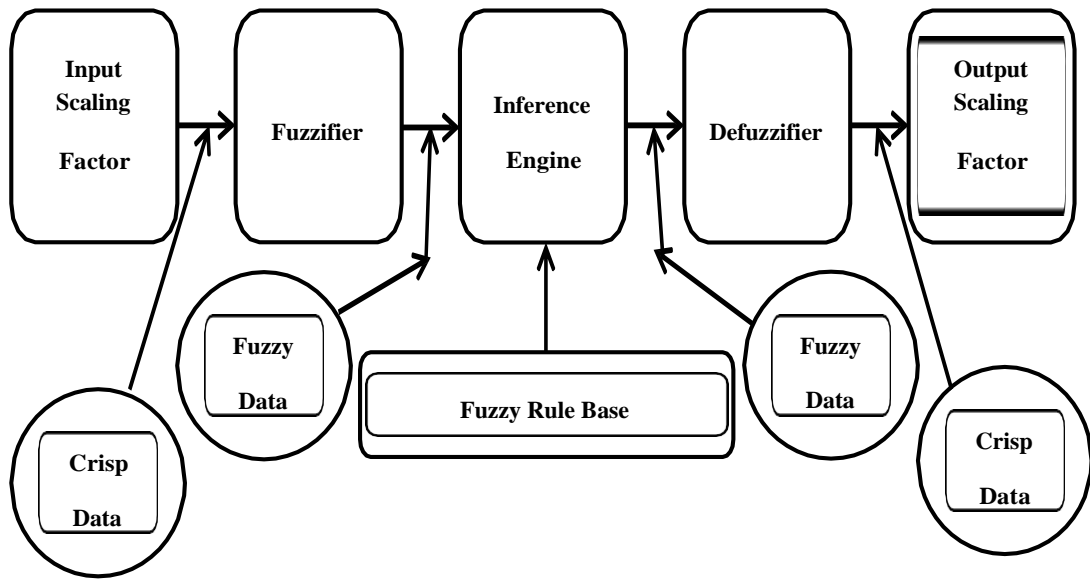 Input
Scaling
Factor
Fuzzifier
Inference
Engine
Defuzzifier
Output
Scaling
Factor
Fuzzy
Data
Fuzzy Rule Base
Fuzzy
Data
Crisp
Data
Crisp
Data